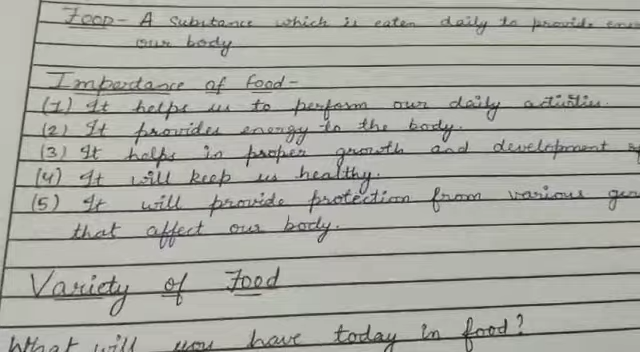 Food - A substance which is eaten daily to provide
our body
Importance of Food -
(1) It helps us to perform our daily activities.
(2) It provides energy to the body.
(3) It helps in proper growth and development
(4) It will keep us healthy.
(5) It will provide protection from various
that affect our body.
Variety of Food
What will you have today in food?